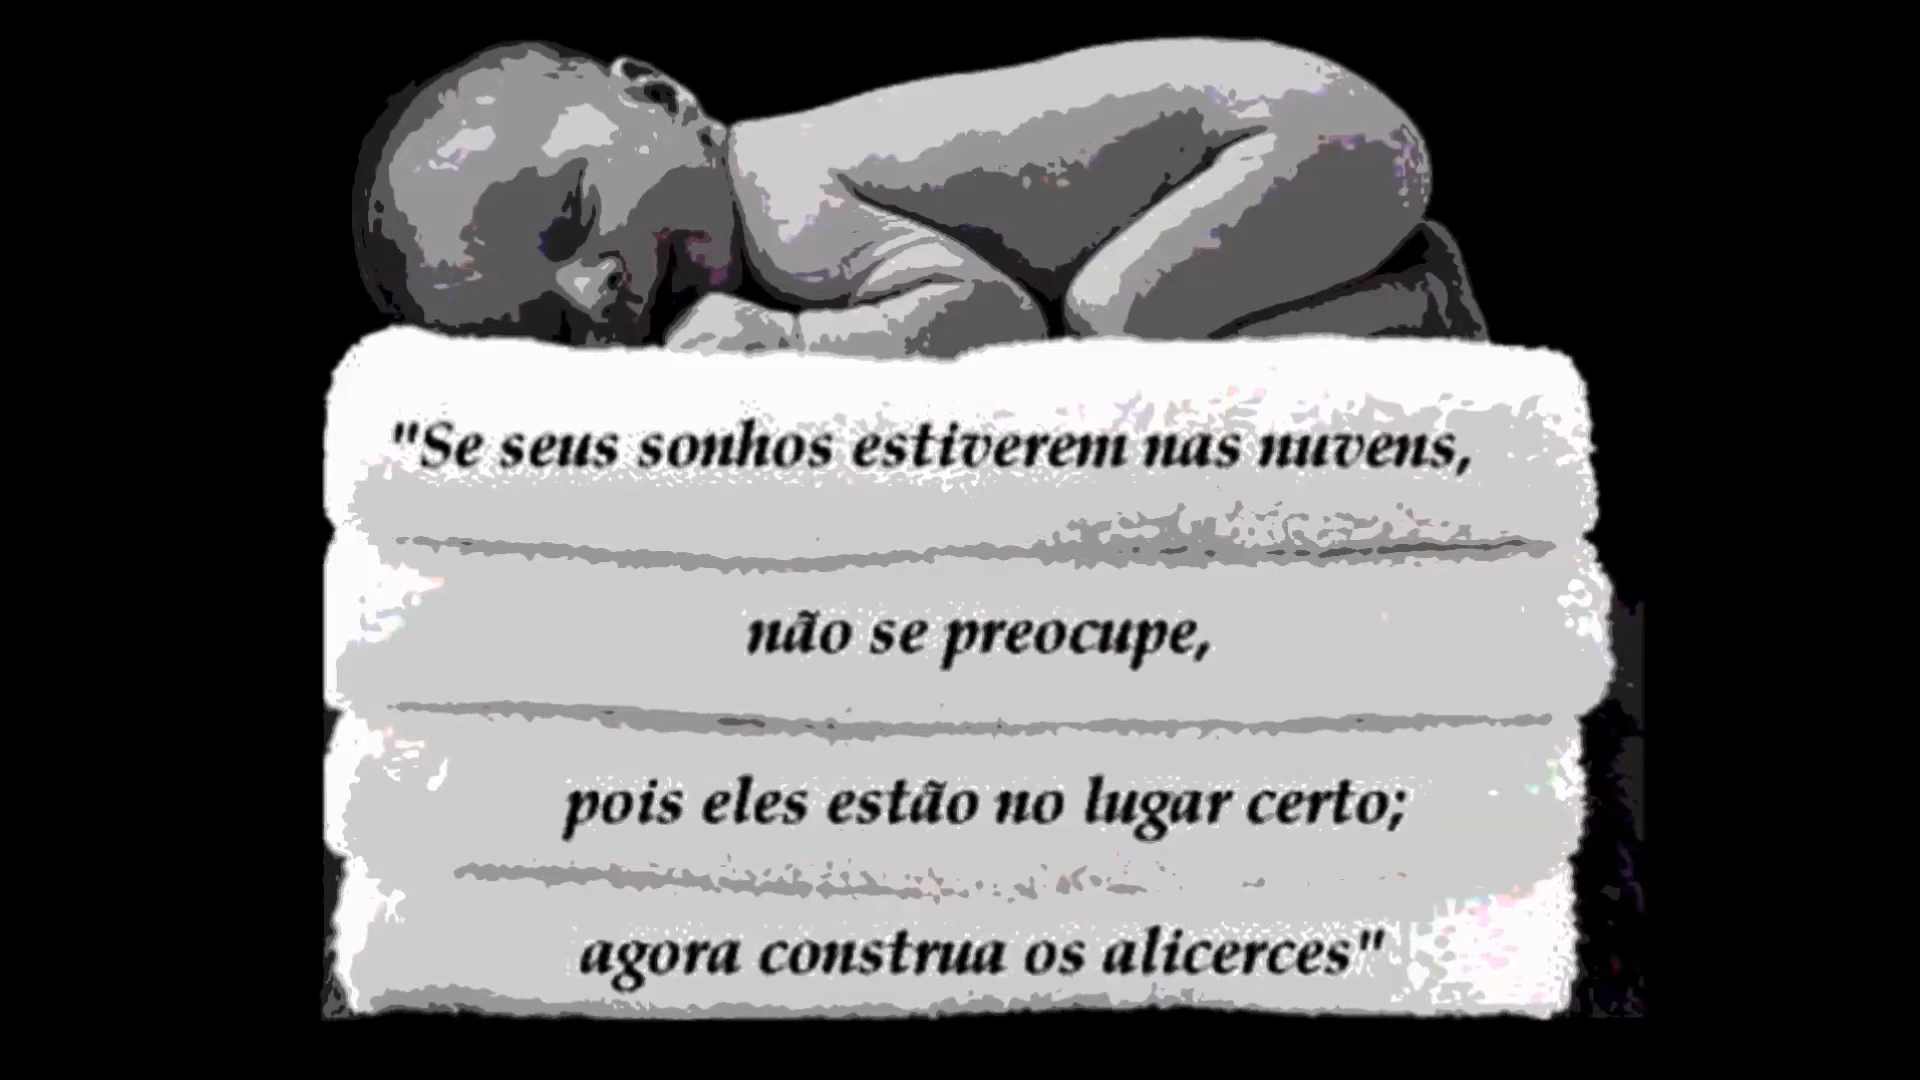 "Se seus sonhos estiverem nas nuvens,
não se preocupe,
pois eles estão no lugar certo;
agora construa os alicerces"